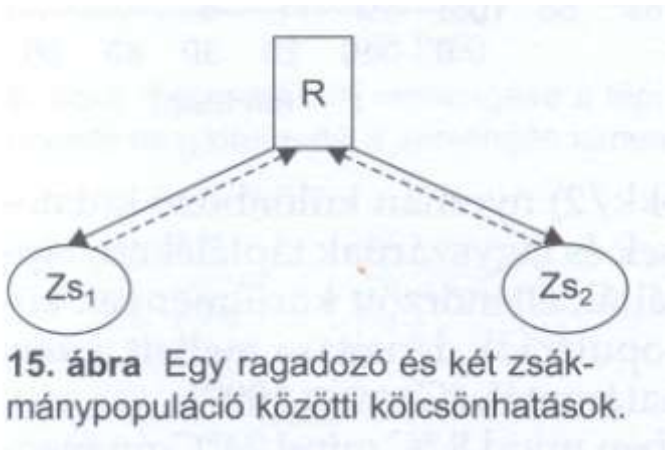 R
Zs₁
Zs₂
15. ábra Egy ragadozó és két zsák-
mánypopuláció közötti kölcsönhatások.